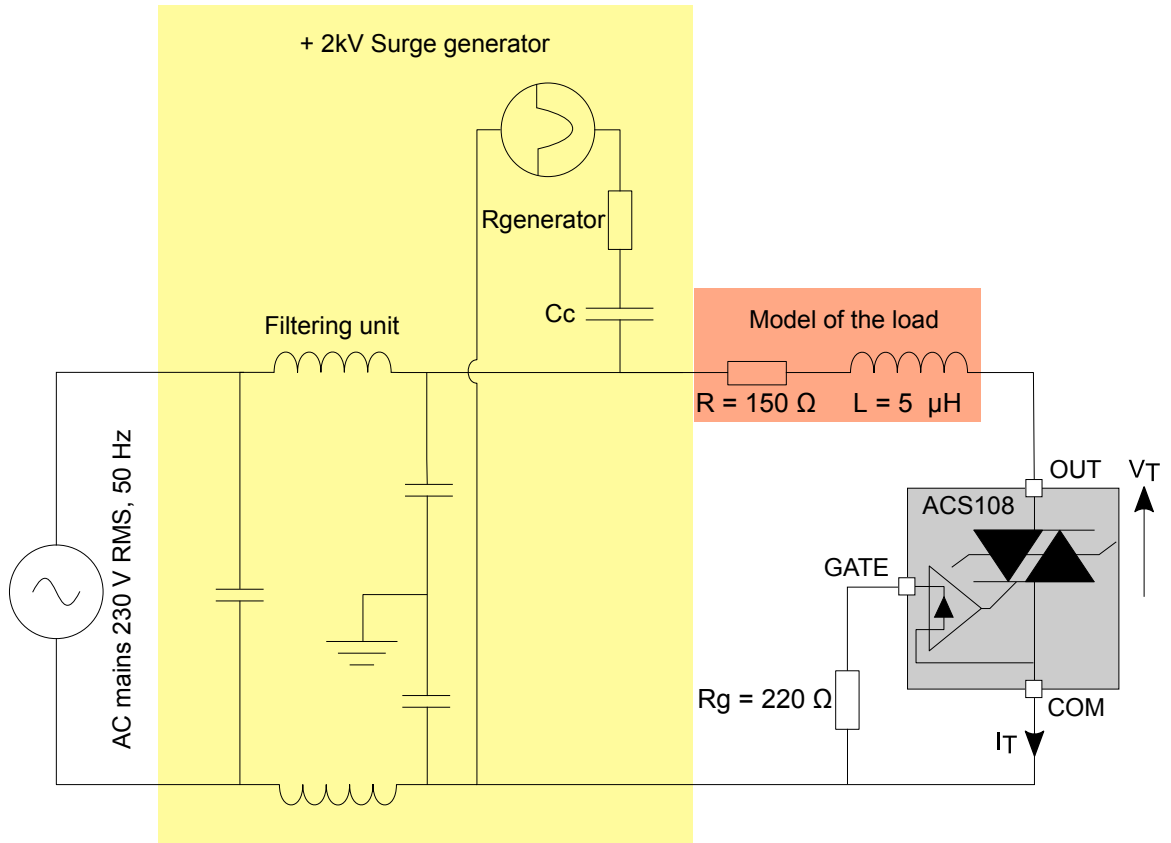 + 2kV Surge generator
Rgenerator
Cc
Filtering unit
Model of the load
R = 150 Ω
L = 5 µH
AC mains 230 V RMS, 50 Hz
OUT
VT
ACS108
GATE
Rg = 220 Ω
COM
IT